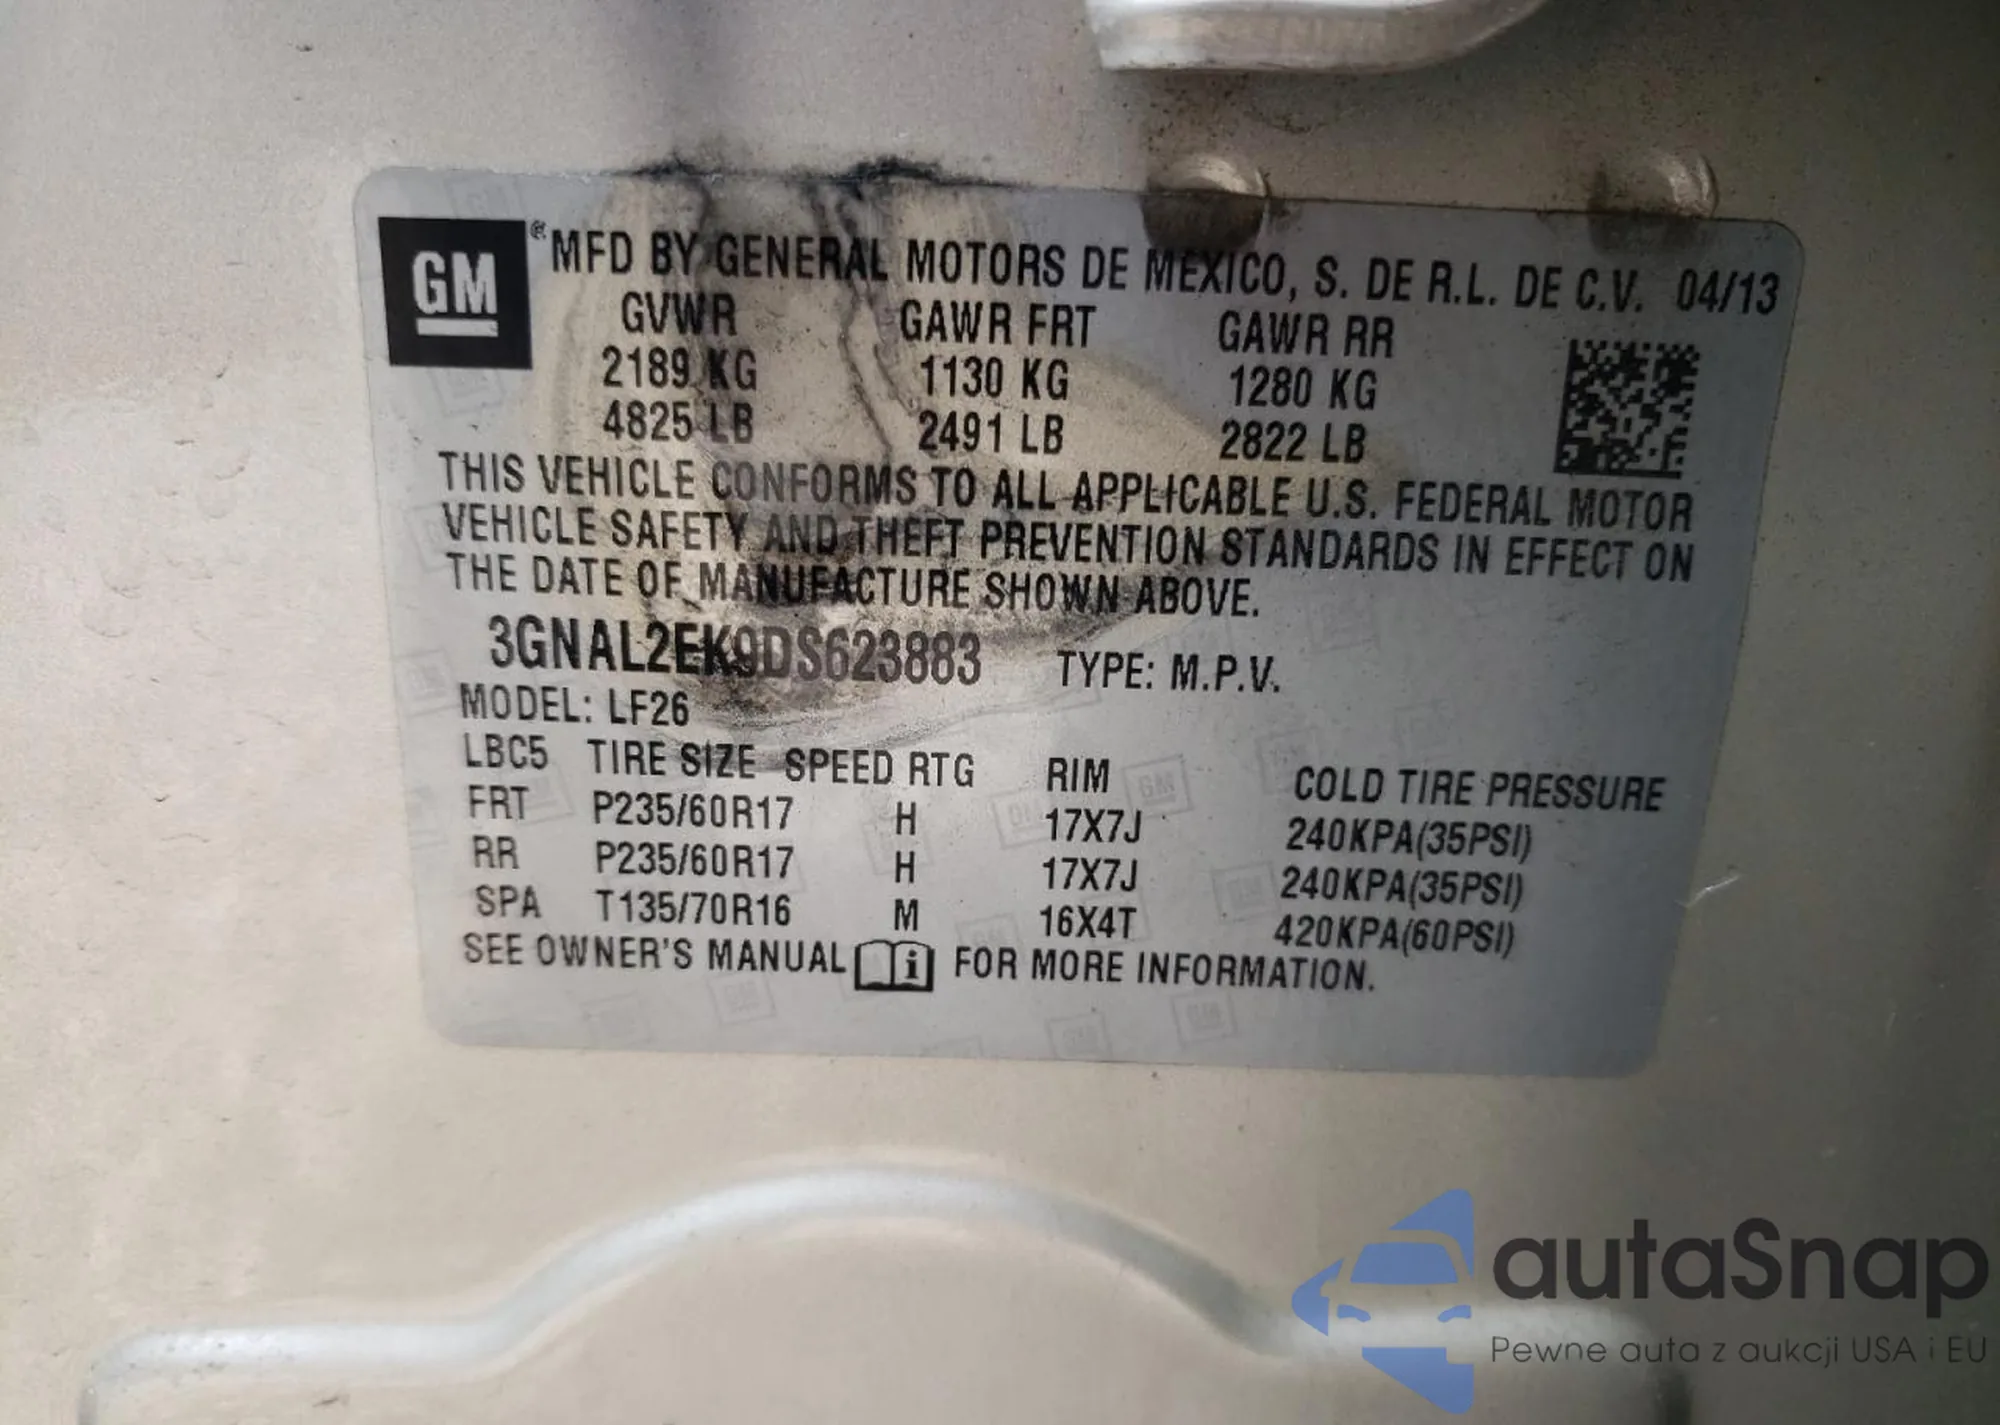 GM ® MFD BY GENERAL MOTORS DE MEXICO, S. DE R.L. DE C.V. 04/13
GVWR GAWR FRT GAWR RR
2189 KG 1130 KG 1280 KG
4825 LB 2491 LB 2822 LB
THIS VEHICLE CONFORMS TO ALL APPLICABLE U.S. FEDERAL MOTOR
VEHICLE SAFETY AND THEFT PREVENTION STANDARDS IN EFFECT ON
THE DATE OF MANUFACTURE SHOWN ABOVE.
3GNAL2EK9DS623883 TYPE: M.P.V.
MODEL: LF26
LBC5 TIRE SIZE SPEED RTG RIM COLD TIRE PRESSURE
FRT P235/60R17 H 17X7J 240KPA(35PSI)
RR P235/60R17 H 17X7J 240KPA(35PSI)
SPA T135/70R16 M 16X4T 420KPA(60PSI)
SEE OWNER'S MANUAL i FOR MORE INFORMATION.
autaSnap
Pewne auta z aukcji USA i EU